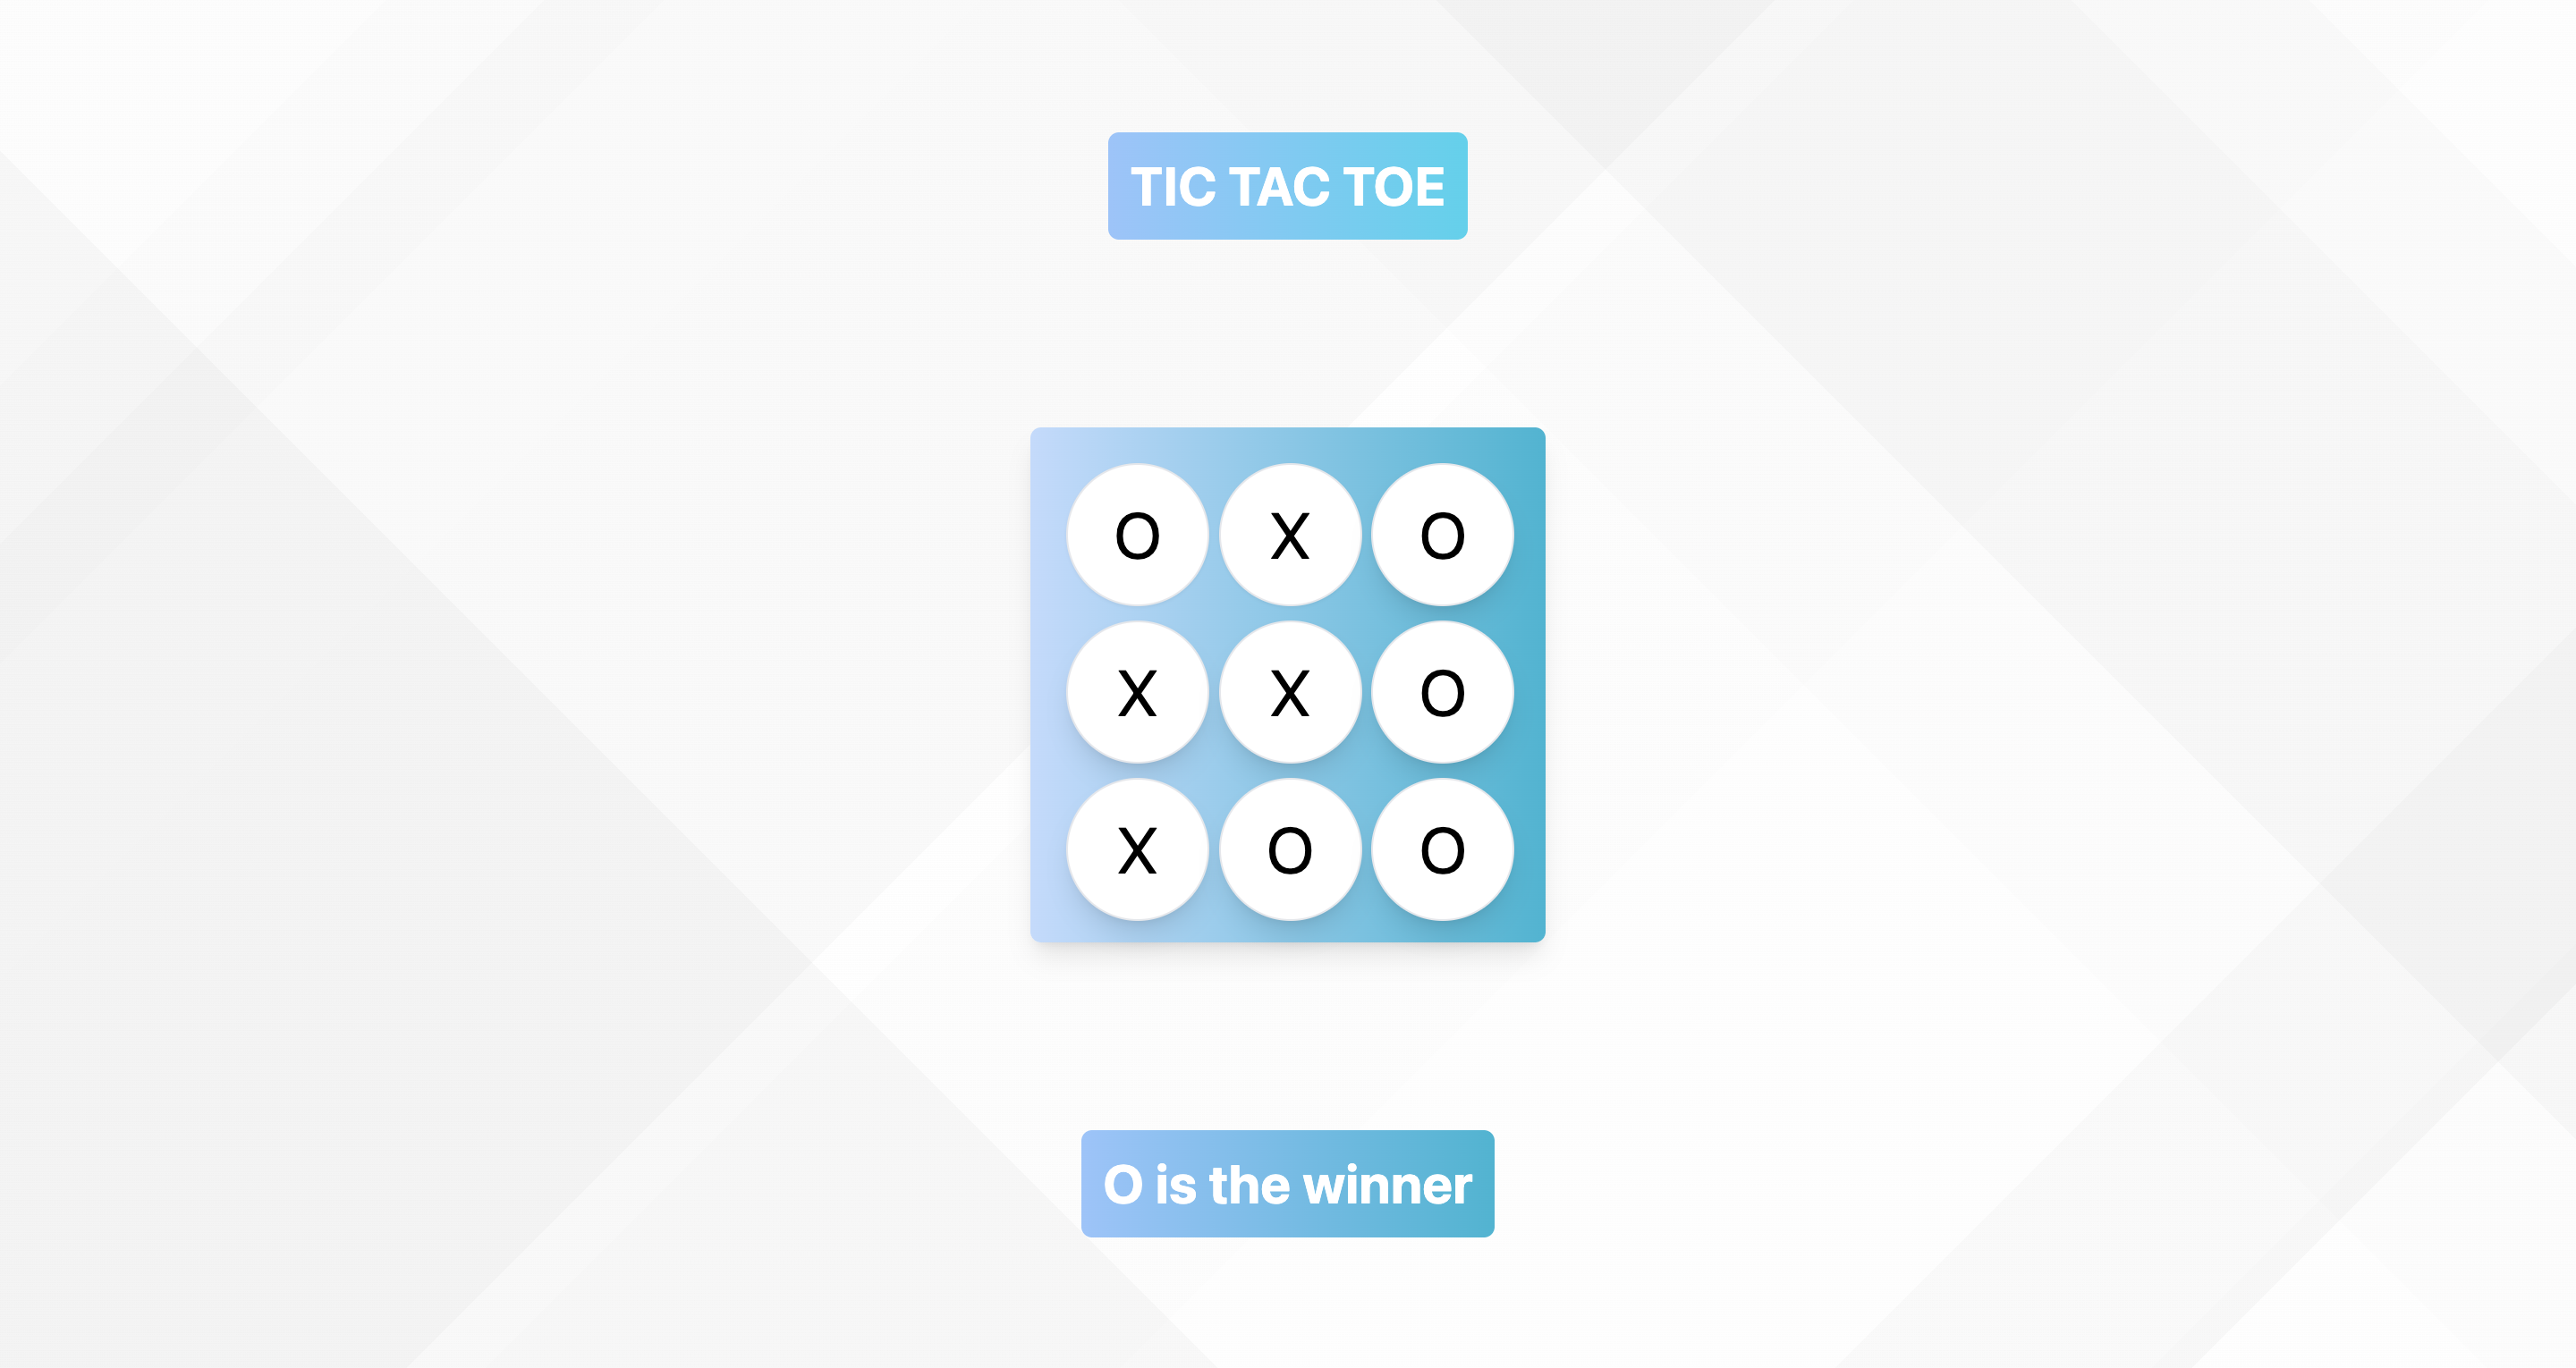 TIC TAC TOE
O X O
X X O
X O O
O is the winner